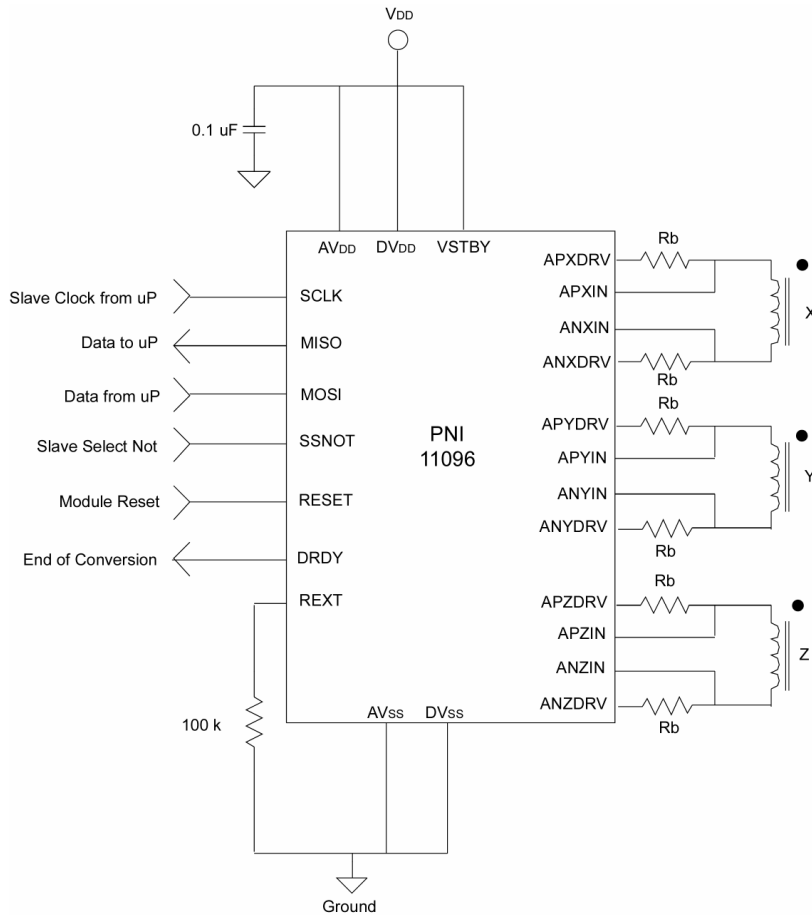 VDD
0.1 uF
AVDD DVDD VSTBY
Slave Clock from uP
SCLK
Data to uP
MISO
Data from uP
MOSI
Slave Select Not
SSNOT
Module Reset
RESET
End of Conversion
DRDY
REXT
100 k
PNI
11096
APXDRV
Rb
APXIN
X
ANXIN
ANXDRV
Rb
APYDRV
Rb
APYIN
Y
ANYIN
ANYDRV
Rb
APZDRV
Rb
APZIN
Z
ANZIN
ANZDRV
Rb
AVSS DVSS
Ground